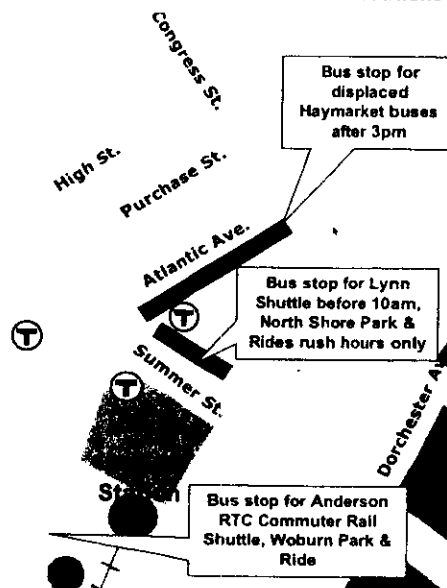 Congress St.
Bus stop for
displaced
Haymarket buses
after 3pm
High St.
Purchase St.
Atlantic Ave.
Bus stop for Lynn
Shuttle before 10am,
North Shore Park &
Rides rush hours only
T
T
T
Summer St.
Dorchester Av
Bus stop for Anderson
RTC Commuter Rail
Shuttle, Woburn Park &
Ride